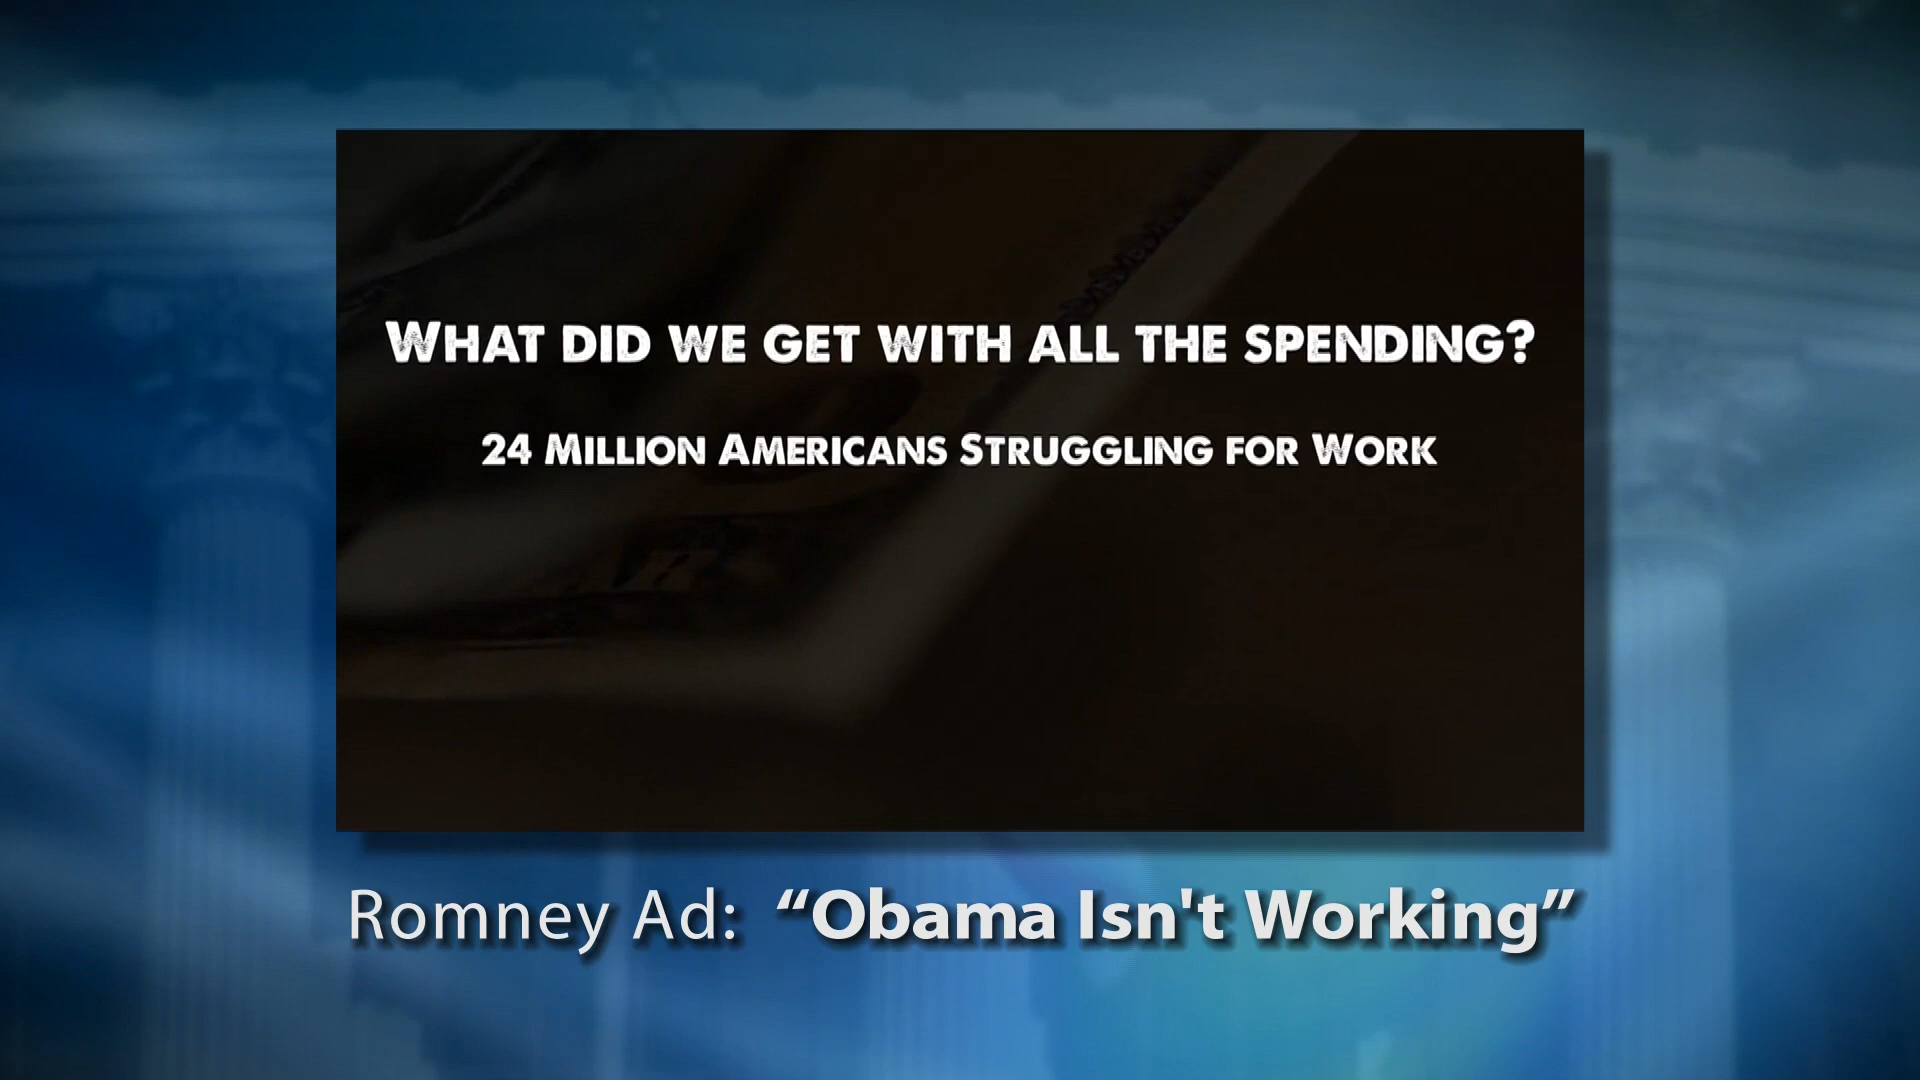 WHAT DID WE GET WITH ALL THE SPENDING?
24 MILLION AMERICANS STRUGGLING FOR WORK
Romney Ad: “Obama Isn't Working”